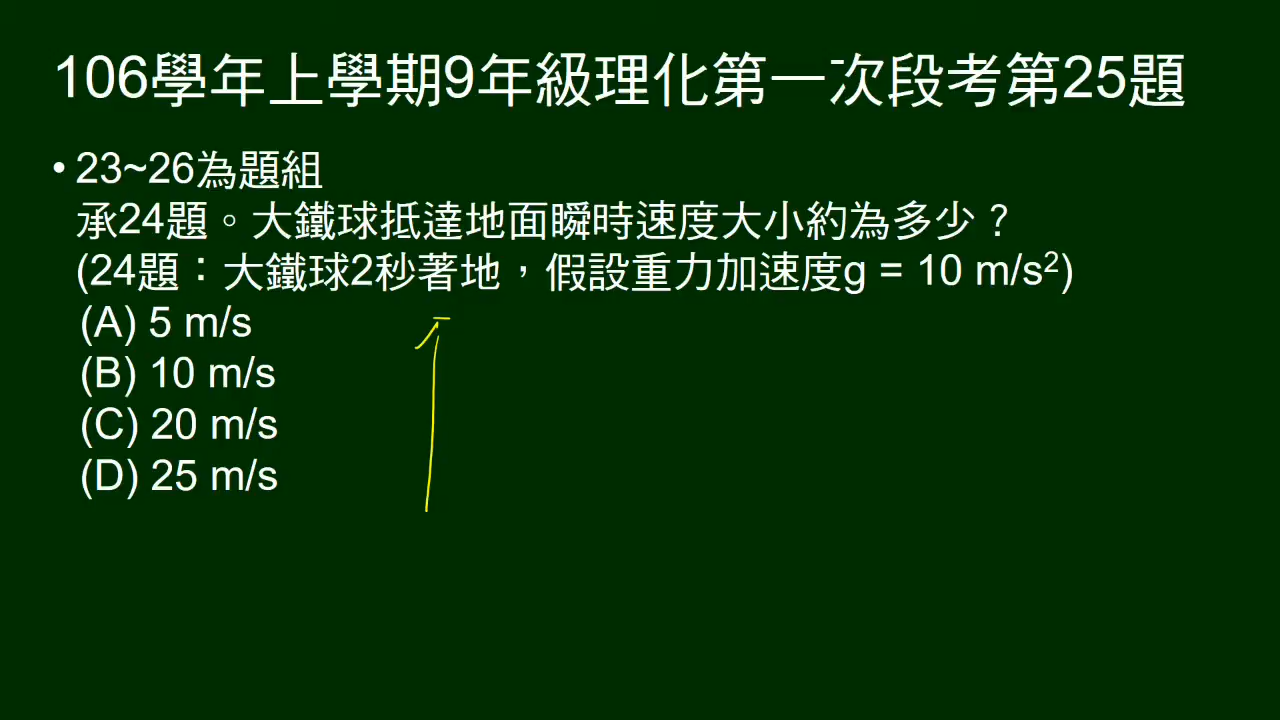 106學年上學期9年級理化第一次段考第25題
• 23~26為題組
承24題。大鐵球抵達地面瞬時速度大小約為多少？
(24題：大鐵球2秒著地，假設重力加速度g = 10 m/s²)
(A) 5 m/s
(B) 10 m/s
(C) 20 m/s
(D) 25 m/s